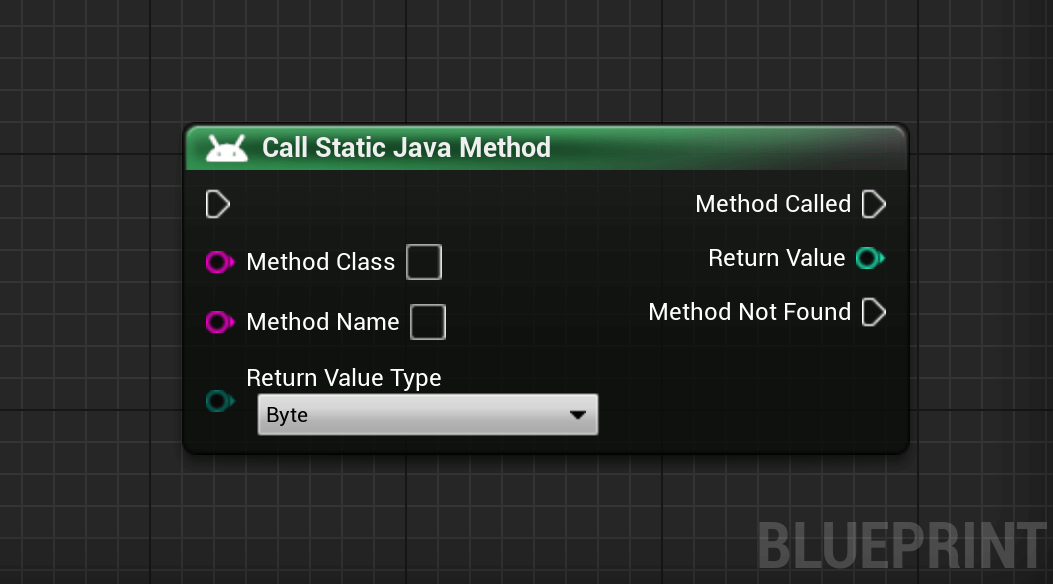 Call Static Java Method
Method Called
Method Class
Return Value
Method Name
Method Not Found
Return Value Type
Byte
BLUEPRINT